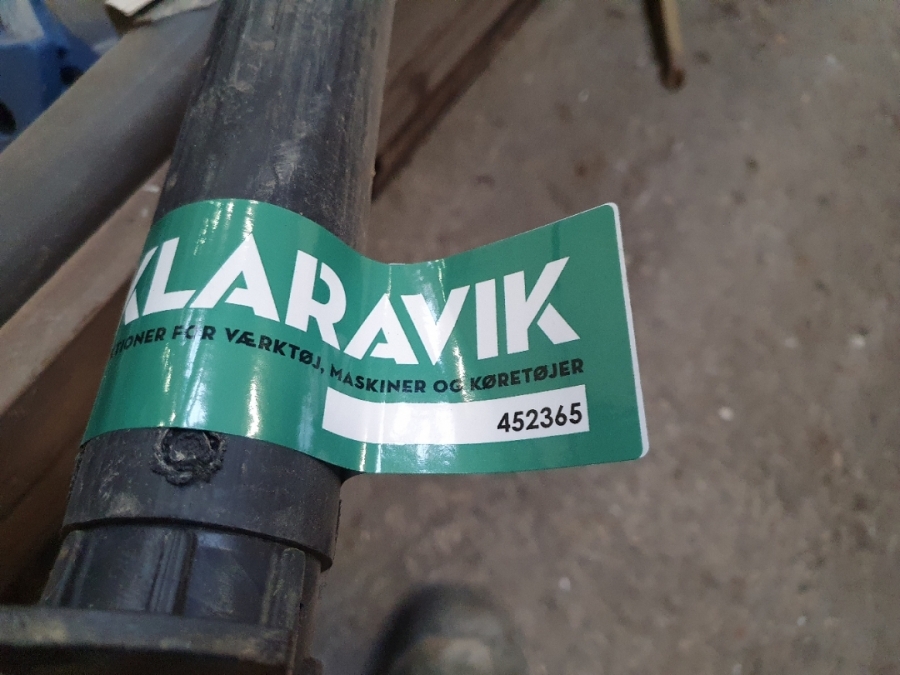 KLARAVIK
TIONER FOR VÆRKTØJ, MASKINER OG KØRETØJER
452365